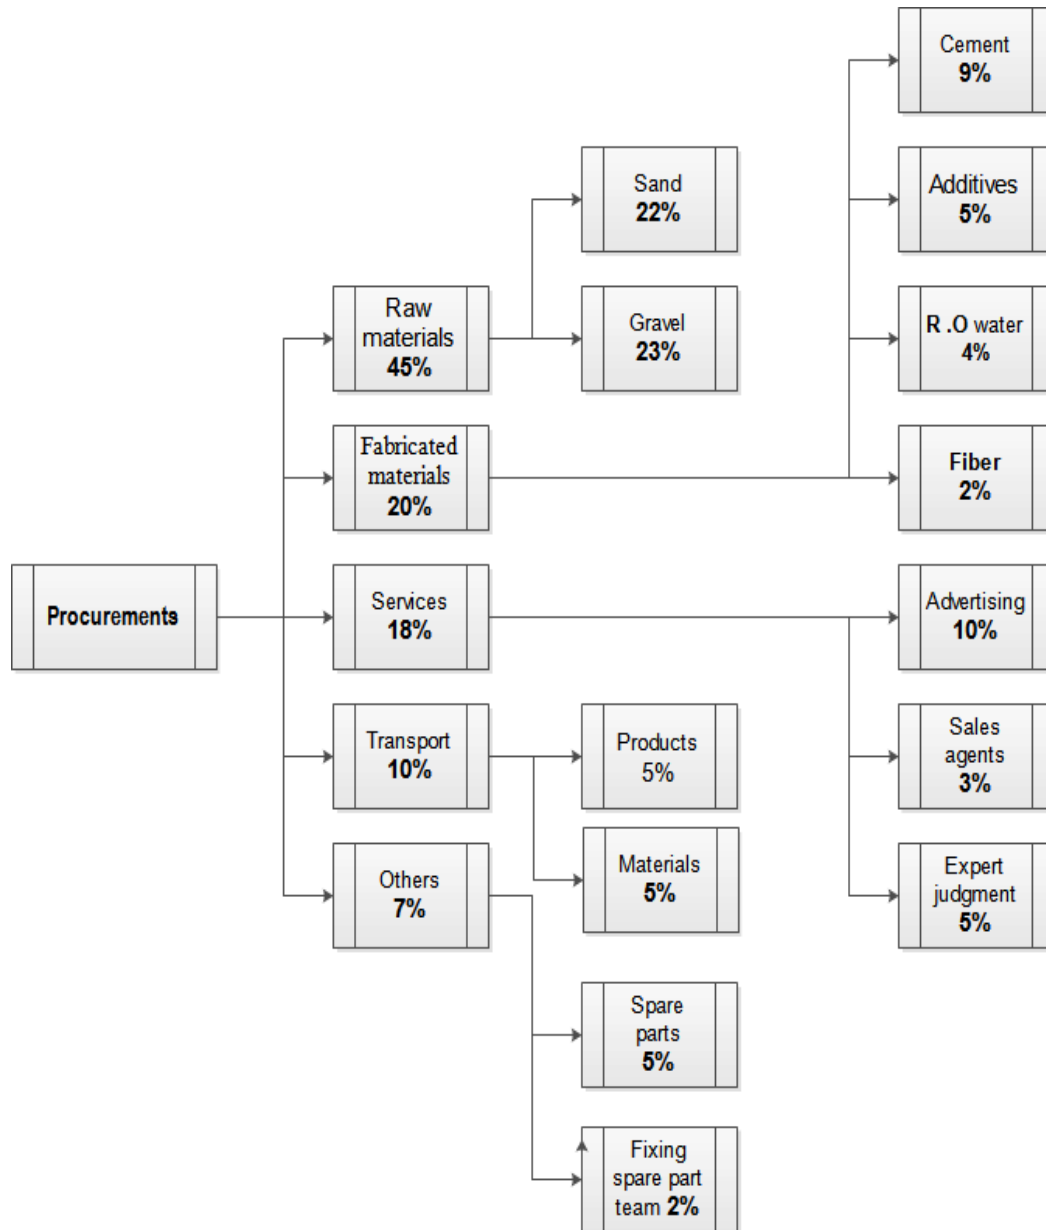 Procurements
Raw
materials
45%
Fabricated
materials
20%
Services
18%
Transport
10%
Others
7%
Sand
22%
Gravel
23%
Products
5%
Materials
5%
Spare
parts
5%
Fixing
spare part
team 2%
Cement
9%
Additives
5%
R .O water
4%
Fiber
2%
Advertising
10%
Sales
agents
3%
Expert
judgment
5%